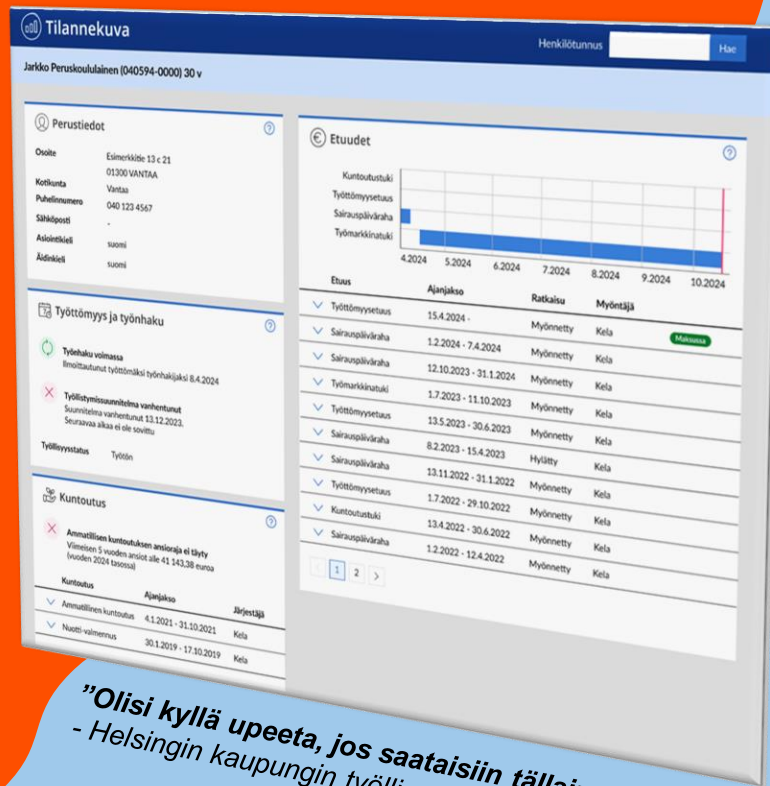 Tilannekuva
Henkilötunnus
Hae
Jarkko Peruskoululainen (040594-0000) 30 v
Perustiedot
Osoite Esimerkkitie 13 c 21
01300 VANTAA
Kotikunta Vantaa
Puhelinnumero 040 123 4567
Sähköposti -
Asiointikieli suomi
Äidinkieli suomi
Työttömyys ja työnhaku
Työnhaku voimassa
Ilmoittautunut työttömäksi työnhakijaksi 8.4.2024
Työllistymissuunnitelma vanhentunut
Suunnitelma vanhentunut 13.12.2023.
Seuraavaa aikaa ei ole sovittu
Työllisyysstatus Työtön
Kuntoutus
Ammatillisen kuntoutuksen ansioraja ei täyty
Viimeisen 5 vuoden ansiot alle 41 143,38 euroa
(vuoden 2024 tasossa)
Kuntoutus Ajanjakso Järjestäjä
Ammatillinen kuntoutus 4.1.2021 - 31.10.2021 Kela
Nuotti-valmennus 30.1.2019 - 17.10.2019 Kela
Etuudet
Kuntoutustuki
Työttömyysetuus
Sairauspäiväraha
Työmarkkinatuki
4.2024 5.2024 6.2024 7.2024 8.2024 9.2024 10.2024
Etuus Ajanjakso Ratkaisu Myöntäjä
Työttömyysetuus 15.4.2024 - Myönnetty Kela Maksussa
Sairauspäiväraha 1.2.2024 - 7.4.2024 Myönnetty Kela
Sairauspäiväraha 12.10.2023 - 31.1.2024 Myönnetty Kela
Työmarkkinatuki 1.7.2023 - 11.10.2023 Myönnetty Kela
Työttömyysetuus 13.5.2023 - 30.6.2023 Myönnetty Kela
Sairauspäiväraha 8.2.2023 - 15.4.2023 Hylätty Kela
Sairauspäiväraha 13.11.2022 - 31.1.2022 Myönnetty Kela
Työttömyysetuus 1.7.2022 - 29.10.2022 Myönnetty Kela
Kuntoutustuki 13.4.2022 - 30.6.2022 Myönnetty Kela
Sairauspäiväraha 1.2.2022 - 12.4.2022 Myönnetty Kela
1 2
”Olisi kyllä upeeta, jos saataisiin
- Helsingin kaupungin